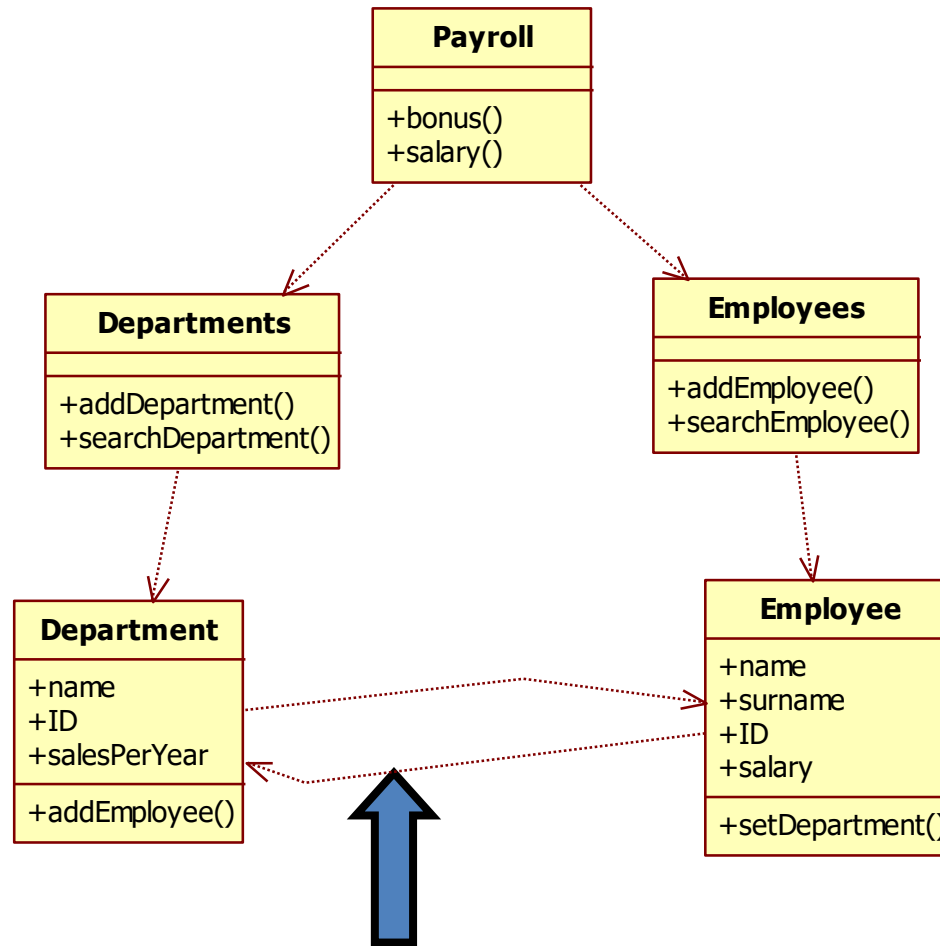 Payroll
+bonus()
+salary()
Departments
+addDepartment()
+searchDepartment()
Employees
+addEmployee()
+searchEmployee()
Department
+name
+ID
+salesPerYear
+addEmployee()
Employee
+name
+surname
+ID
+salary
+setDepartment()